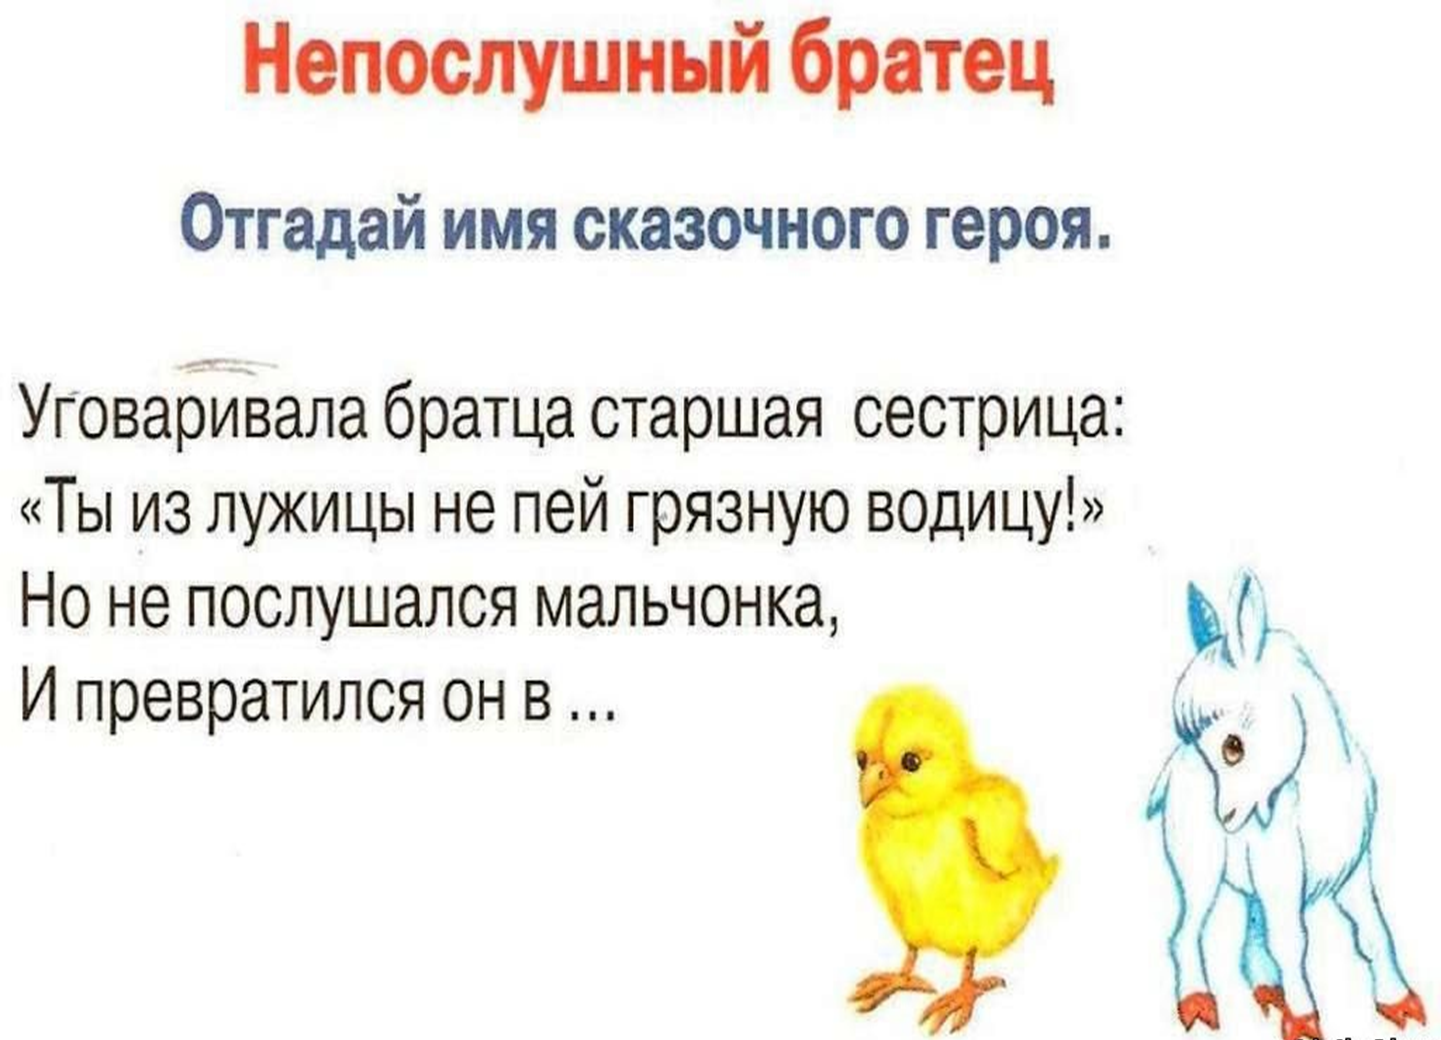 Непослушный братец
Отгадай имя сказочного героя.
Уговаривала братца старшая сестрица:
«Ты из лужицы не пей грязную водицу!»
Но не послушался мальчонка,
И превратился он в ...